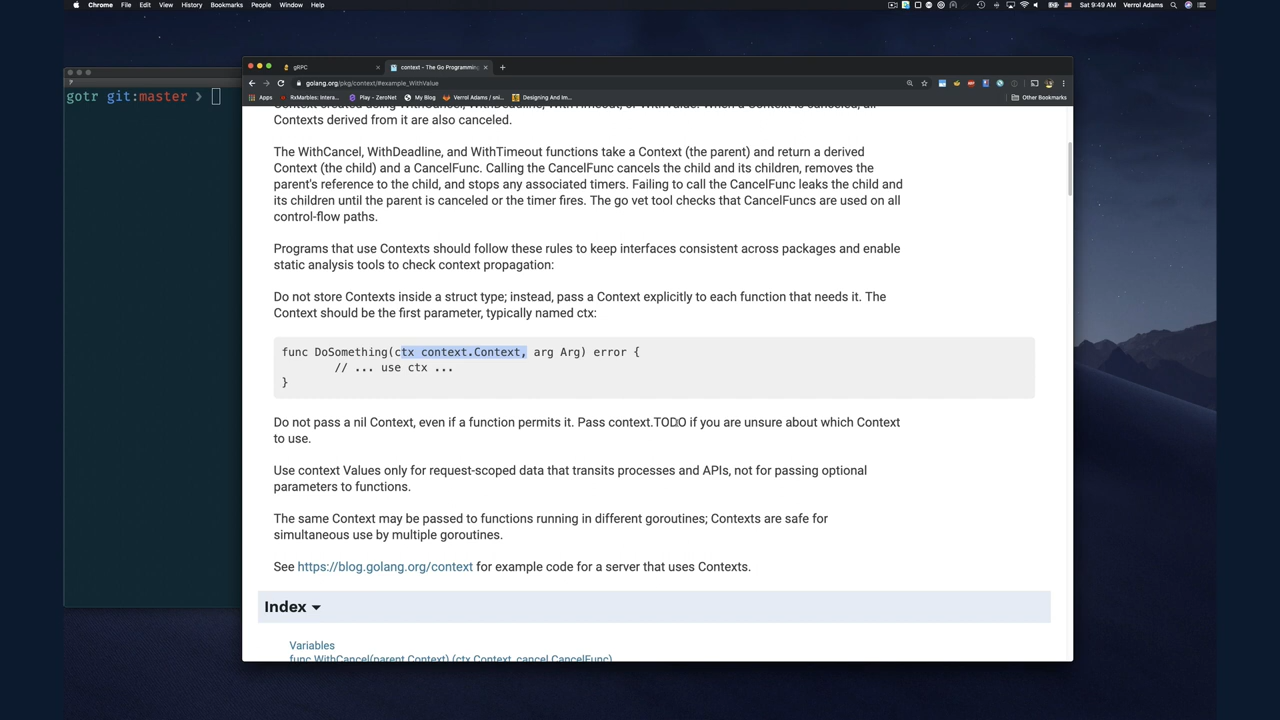 Chrome File Edit View History Bookmarks People Window Help
Sat 9:49 AM Verrol Adams
gotr git:master ❯
gRPC
context - The Go Programming
golang.org/pkg/context/#example_WithValue
Apps RxMarbles: Intera... Play - ZeroNet My Blog Verrol Adams / sni... Designing And Im... Other Bookmarks
Contexts derived from it are also canceled.
The WithCancel, WithDeadline, and WithTimeout functions take a Context (the parent) and return a derived
Context (the child) and a CancelFunc. Calling the CancelFunc cancels the child and its children, removes the
parent's reference to the child, and stops any associated timers. Failing to call the CancelFunc leaks the child and
its children until the parent is canceled or the timer fires. The go vet tool checks that CancelFuncs are used on all
control-flow paths.
Programs that use Contexts should follow these rules to keep interfaces consistent across packages and enable
static analysis tools to check context propagation:
Do not store Contexts inside a struct type; instead, pass a Context explicitly to each function that needs it. The
Context should be the first parameter, typically named ctx:
func DoSomething(ctx context.Context, arg Arg) error {
// ... use ctx ...
}
Do not pass a nil Context, even if a function permits it. Pass context.TODO if you are unsure about which Context
to use.
Use context Values only for request-scoped data that transits processes and APIs, not for passing optional
parameters to functions.
The same Context may be passed to functions running in different goroutines; Contexts are safe for
simultaneous use by multiple goroutines.
See https://blog.golang.org/context for example code for a server that uses Contexts.
Index
Variables
func WithCancel(parent Context) (ctx Context, cancel CancelFunc)